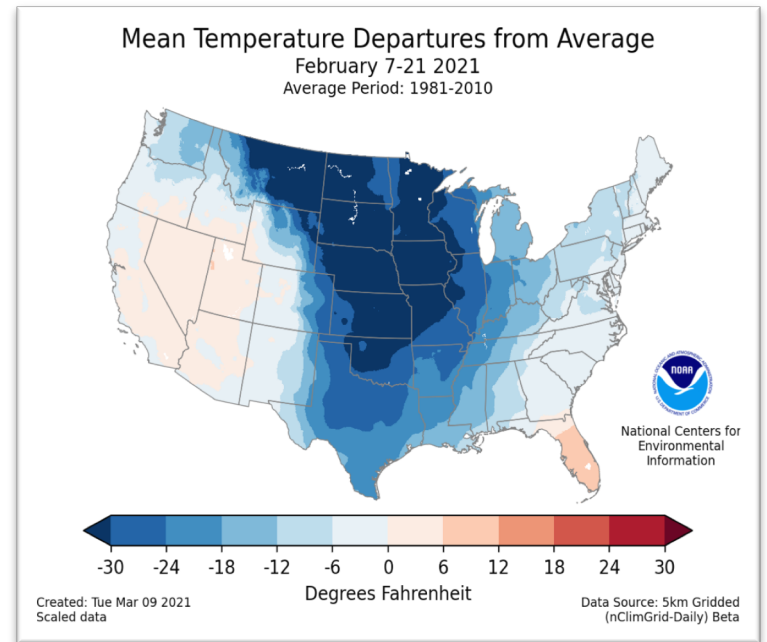 Mean Temperature Departures from Average
February 7-21 2021
Average Period: 1981-2010
NOAA
National Centers for
Environmental
Information
-30 -24 -18 -12 -6 0 6 12 18 24 30
Degrees Fahrenheit
Created: Tue Mar 09 2021
Scaled data
Data Source: 5km Gridded
(nClimGrid-Daily) Beta